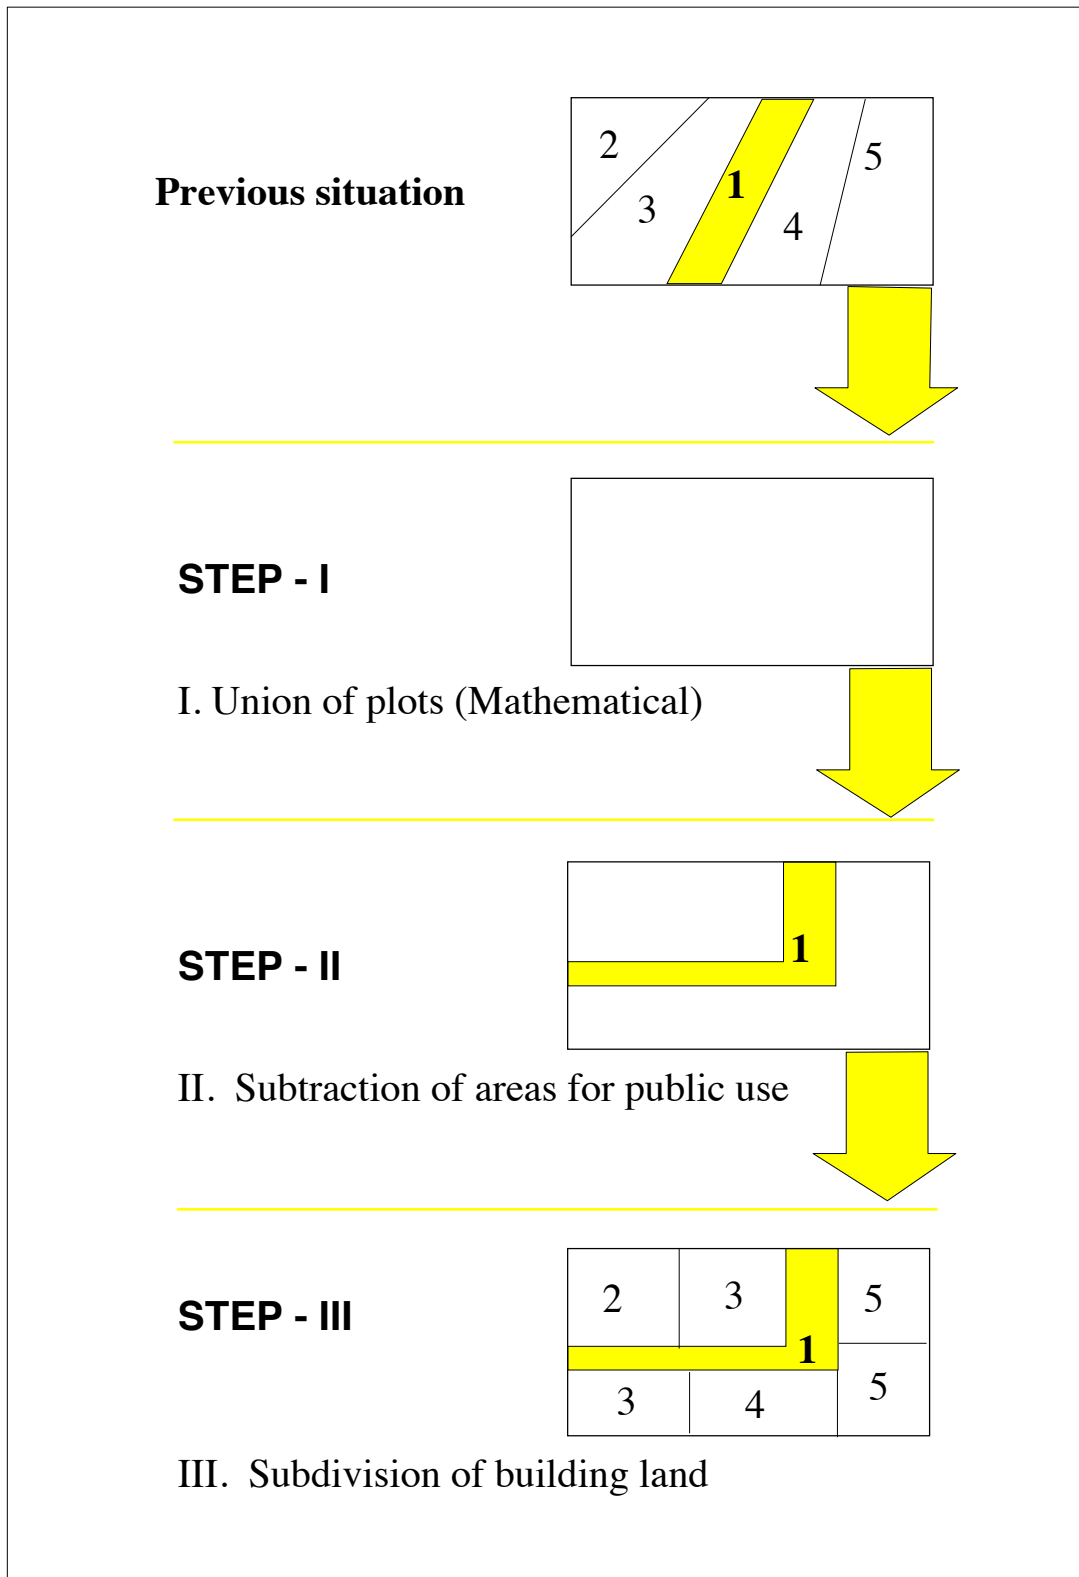 2
5
1
Previous situation
3
4
STEP - I
I. Union of plots (Mathematical)
1
STEP - II
II.  Subtraction of areas for public use
2
3
5
STEP - III
1
5
3
4
III.  Subdivision of building land